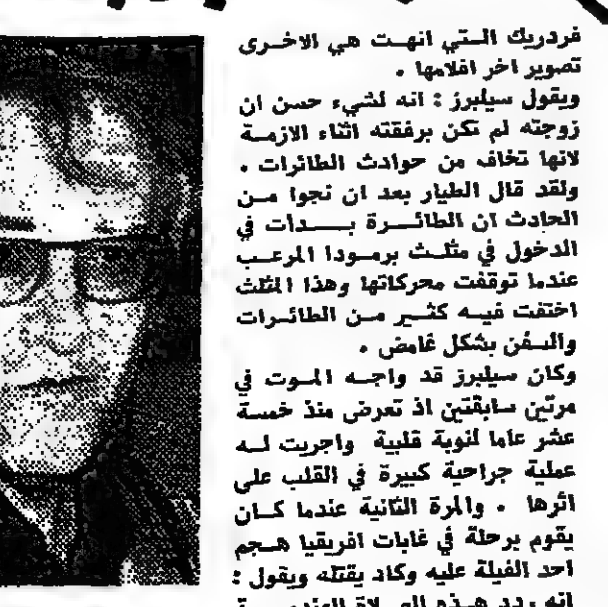 فردريك التي انهت هي الاخرى
تصوير اخر افلامها .
ويقول سيلبرز : انه لشيء حسن ان
زوجته لم تكن برفقته اثناء الازمة
لانها تخاف من حوادث الطائرات .
ولقد قال الطيار بعد ان نجوا من
الحادث ان الطائرة بدأت في
الدخول في مثلث برمودا المرعب
عندما توقفت محركاتها وهذا المثلث
اختفت فيه كثير من الطائرات
والسفن بشكل غامض .
وكان سيلبرز قد واجه الموت في
مرتين سابقتين اذ تعرض منذ خمسة
عشر عاما لنوبة قلبية واجريت له
عملية جراحية كبيرة في القلب على
اثرها . والمرة الثانية عندما كان
يقوم برحلة في غابات افريقيا هجم
احد الفيلة عليه وكاد يقتله ويقول :
انه ردد هذه